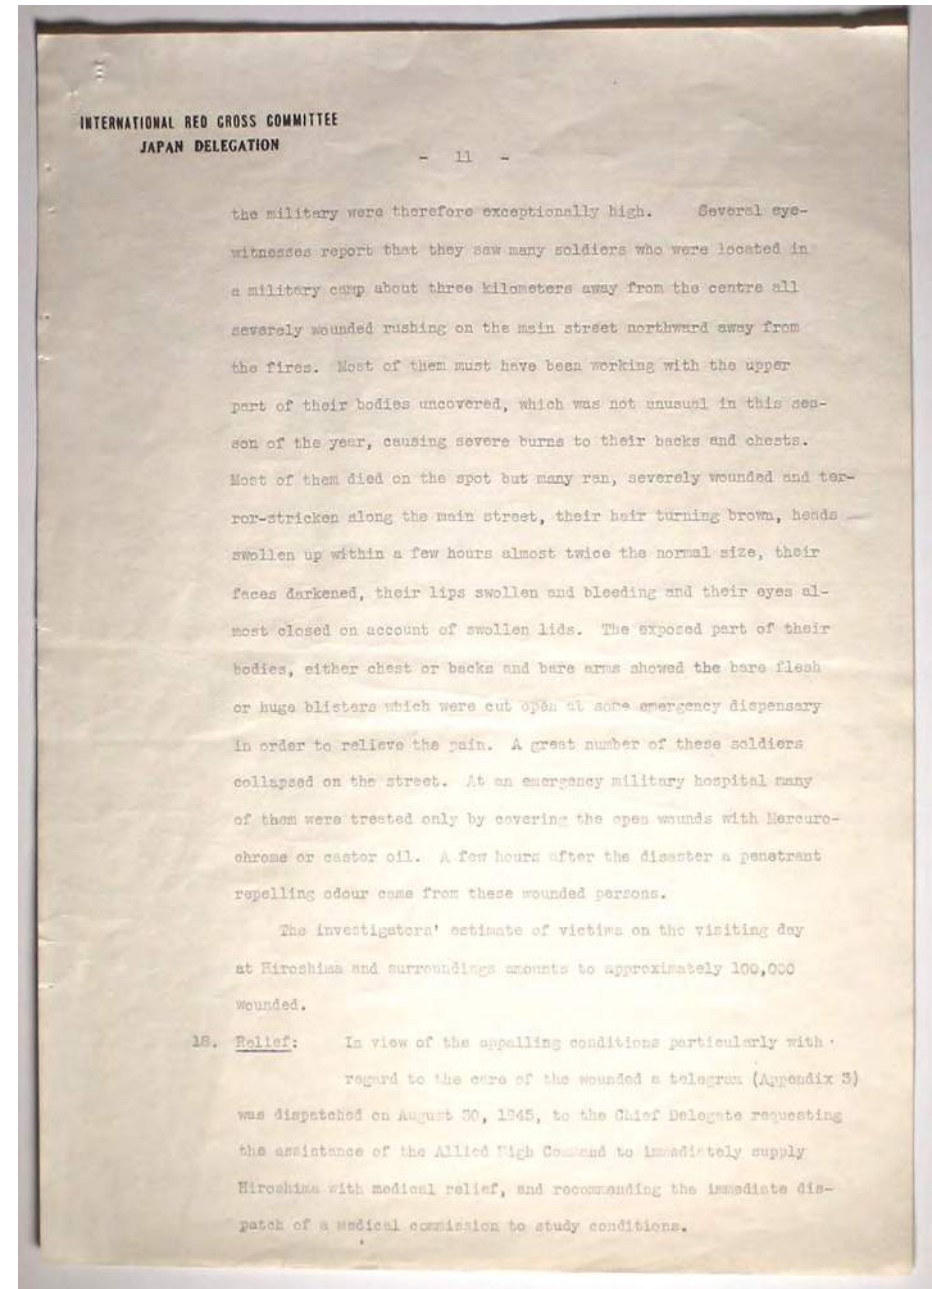 INTERNATIONAL RED CROSS COMMITTEE
JAPAN DELEGATION
- 11 -
the military were therefore exceptionally high. Several eye-
witnesses report that they saw many soldiers who were located in
a military camp about three kilometers away from the centre all
severely wounded rushing on the main street northward away from
the fires. Most of them must have been working with the upper
part of their bodies uncovered, which was not unusual in this sea-
son of the year, causing severe burns to their backs and chests.
Most of them died on the spot but many ran, severely wounded and ter-
ror-stricken along the main street, their hair turning brown, heads
swollen up within a few hours almost twice the normal size, their
faces darkened, their lips swollen and bleeding and their eyes al-
most closed on account of swollen lids. The exposed part of their
bodies, either chest or backs and bare arms showed the bare flesh
or huge blisters which were cut open at some emergency dispensary
in order to relieve the pain. A great number of these soldiers
collapsed on the street. At an emergency military hospital many
of them were treated only by covering the open wounds with Mercuro-
chrome or castor oil. A few hours after the disaster a penetrant
repelling odour came from these wounded persons.
The investigators' estimate of victims on the visiting day
at Hiroshima and surroundings amounts to approximately 100,000
wounded.
18. Relief: In view of the appalling conditions particularly with
regard to the care of the wounded a telegram (Appendix 3)
was dispatched on August 30, 1945, to the Chief Delegate requesting
the assistance of the Allied High Command to immediately supply
Hiroshima with medical relief, and recommending the immediate dis-
patch of a medical commission to study conditions.